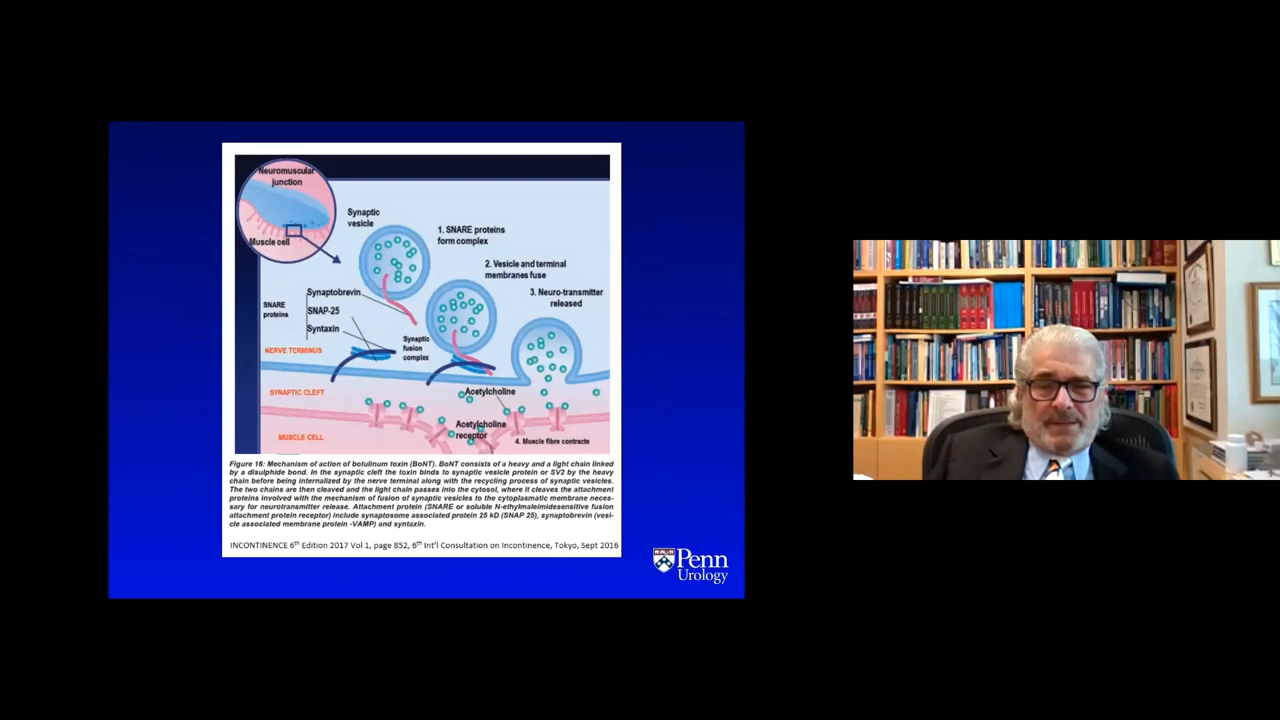 Neuromuscular
junction
Muscle cell
Synaptic
vesicle
1. SNARE proteins
form complex
2. Vesicle and terminal
membranes fuse
3. Neuro-transmitter
released
SNARE
proteins
Synaptobrevin
SNAP-25
Syntaxin
Synaptic
fusion
complex
NERVE TERMINUS
SYNAPTIC CLEFT
MUSCLE CELL
Acetylcholine
Acetylcholine
receptor
4. Muscle fibre contracts
Figure 16: Mechanism of action of botulinum toxin (BoNT). BoNT consists of a heavy and a light chain linked
by a disulphide bond. In the synaptic cleft the toxin binds to synaptic vesicle protein or SV2 by the heavy
chain before being internalized by the nerve terminal along with the recycling process of synaptic vesicles.
The two chains are then cleaved and the light chain passes into the cytosol, where it cleaves the attachment
proteins involved with the mechanism of fusion of synaptic vesicles to the cytoplasmatic membrane neces-
sary for neurotransmitter release. Attachment protein (SNARE or soluble N-ethylmaleimidesensitive fusion
attachment protein receptor) include synaptosome associated protein 25 kD (SNAP 25), synaptobrevin (vesi-
cle associated membrane protein -VAMP) and syntaxin.
INCONTINENCE 6th Edition 2017 Vol 1, page 852, 6th Int'l Consultation on Incontinence, Tokyo, Sept 2016
Penn
Urology